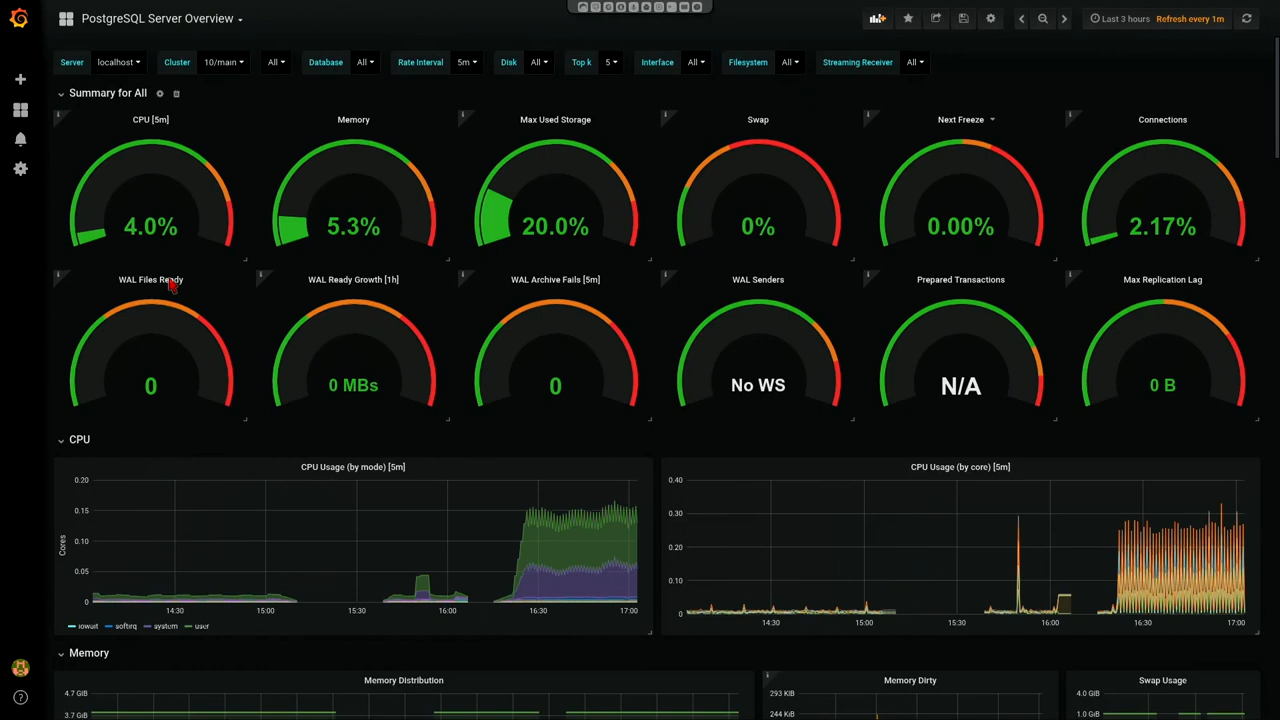 PostgreSQL Server Overview
Last 3 hours Refresh every 1m
Server localhost Cluster 10/main All Database All Rate Interval 5m Disk All Top k 5 Interface All Filesystem All Streaming Receiver All
Summary for All
CPU [5m] Memory Max Used Storage Swap Next Freeze Connections
4.0% 5.3% 20.0% 0% 0.00% 2.17%
WAL Files Ready WAL Ready Growth [1h] WAL Archive Fails [5m] WAL Senders Prepared Transactions Max Replication Lag
0 0 MBs 0 No WS N/A 0 B
CPU
CPU Usage (by mode) [5m]
0.20
0.15
0.10
0.05
0
Cores
14:30 15:00 15:30 16:00 16:30 17:00
iowait softirq system user
CPU Usage (by core) [5m]
0.40
0.30
0.20
0.10
0
14:30 15:00 15:30 16:00 16:30 17:00
Memory
Memory Distribution
4.7 GiB
3.7 GiB
Memory Dirty
293 KiB
244 KiB
Swap Usage
4.0 GiB
1.0 GiB